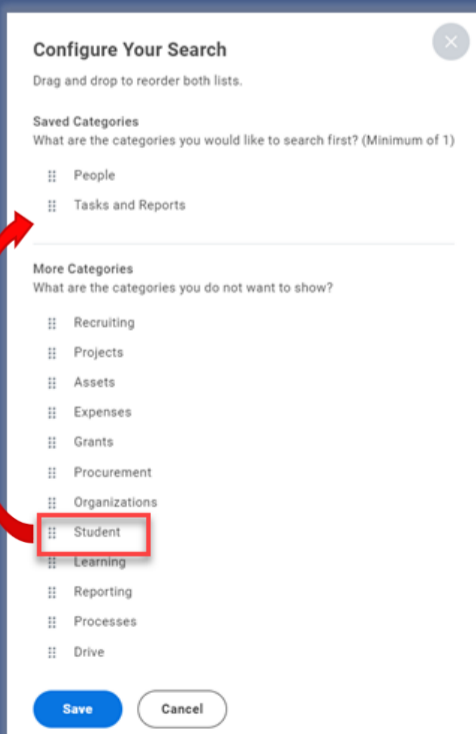 Configure Your Search
Drag and drop to reorder both lists.
Saved Categories
What are the categories you would like to search first? (Minimum of 1)
People
Tasks and Reports
More Categories
What are the categories you do not want to show?
Recruiting
Projects
Assets
Expenses
Grants
Procurement
Organizations
Student
Learning
Reporting
Processes
Drive
Save
Cancel